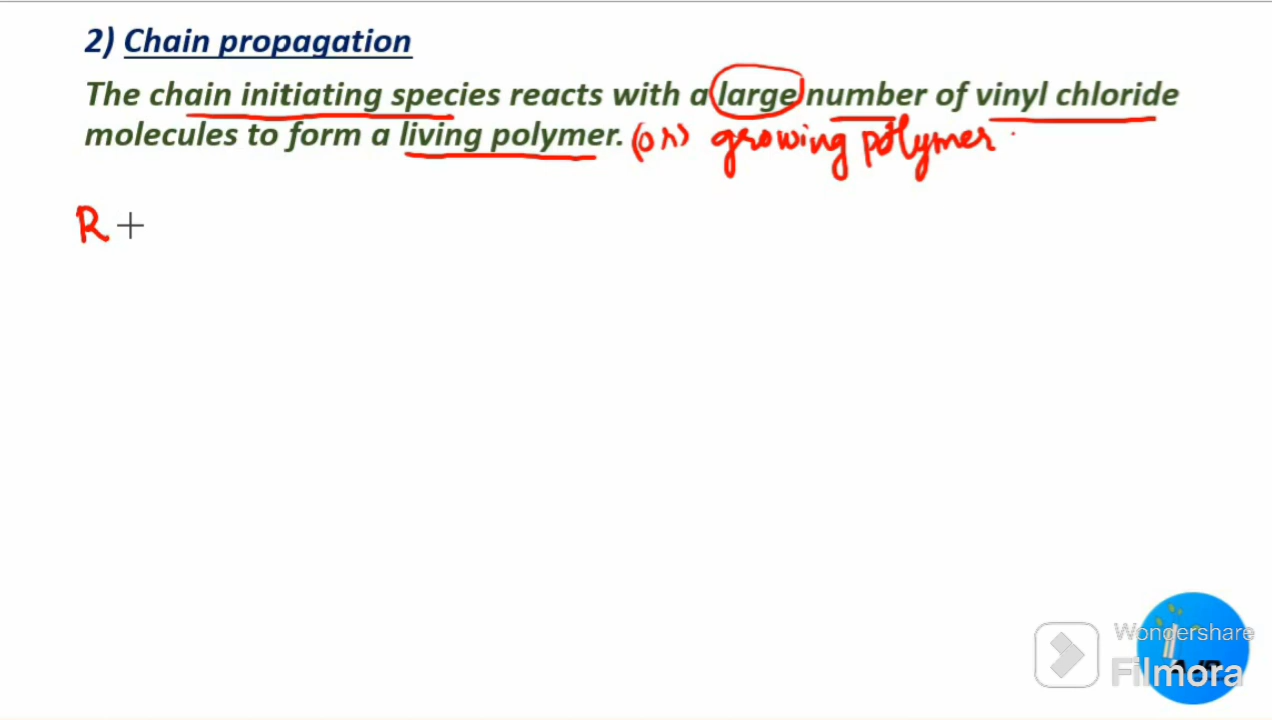 2) Chain propagation
The chain initiating species reacts with a large number of vinyl chloride
molecules to form a living polymer. (or) growing polymer
R +
Wondershare
Filmora